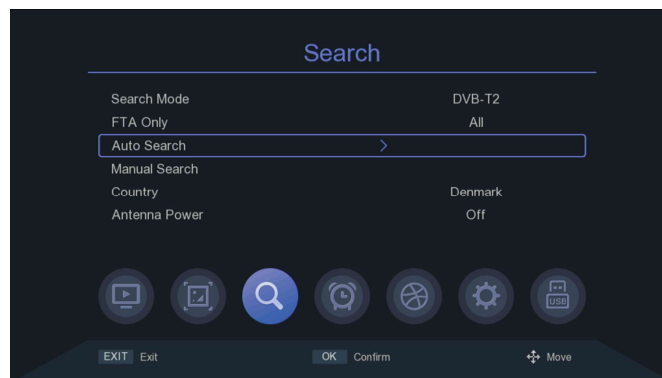 Search
Search Mode DVB-T2
FTA Only All
Auto Search
Manual Search
Country Denmark
Antenna Power Off
USB
EXIT Exit OK Confirm Move